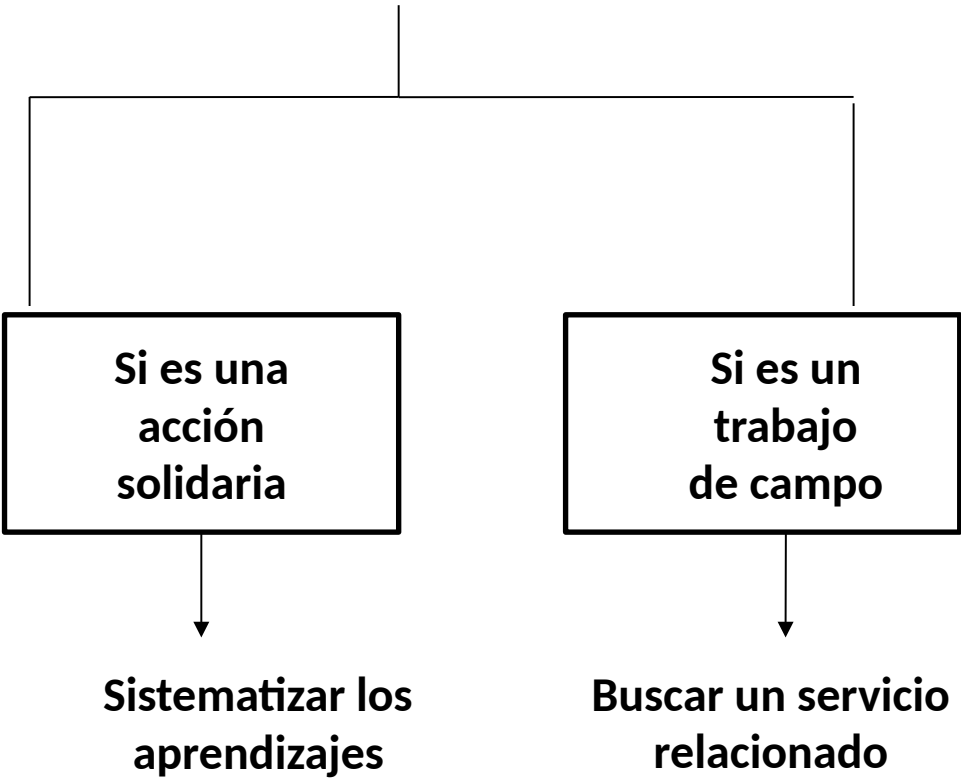 Si es una
acción
solidaria
Si es un
trabajo
de campo
Sistematizar los
aprendizajes
Buscar un servicio
relacionado